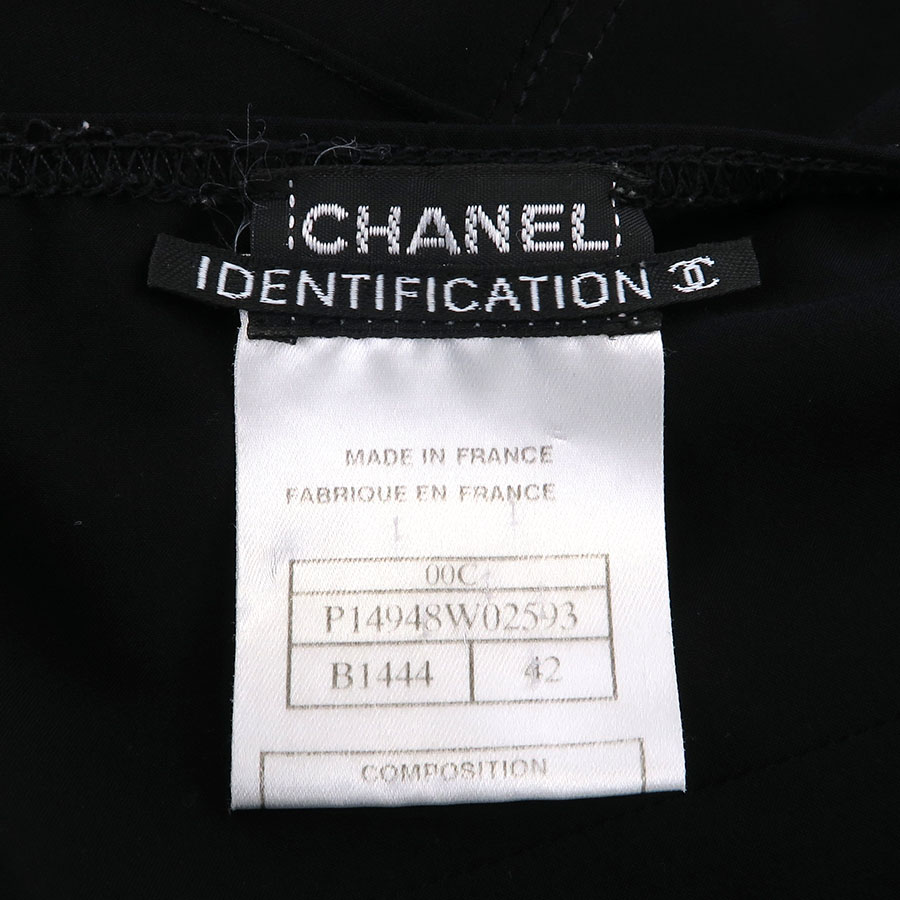 CHANEL
IDENTIFICATION
MADE IN FRANCE
FABRIQUE EN FRANCE
00C
P14948W02593
B1444 42
COMPOSITION